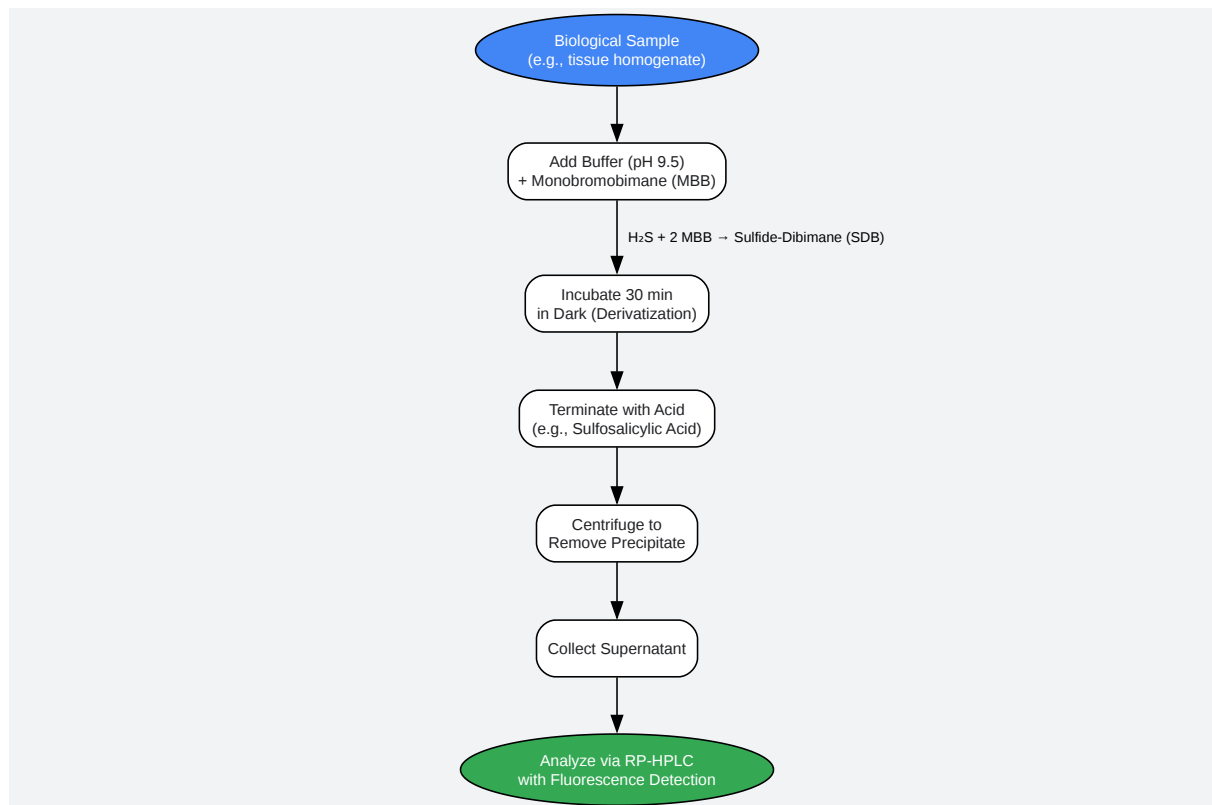 Biological Sample
(e.g., tissue homogenate)
Add Buffer (pH 9.5)
+ Monobromobimane (MBB)
H₂S + 2 MBB → Sulfide-Dibimane (SDB)
Incubate 30 min
in Dark (Derivatization)
Terminate with Acid
(e.g., Sulfosalicylic Acid)
Centrifuge to
Remove Precipitate
Collect Supernatant
Analyze via RP-HPLC
with Fluorescence Detection